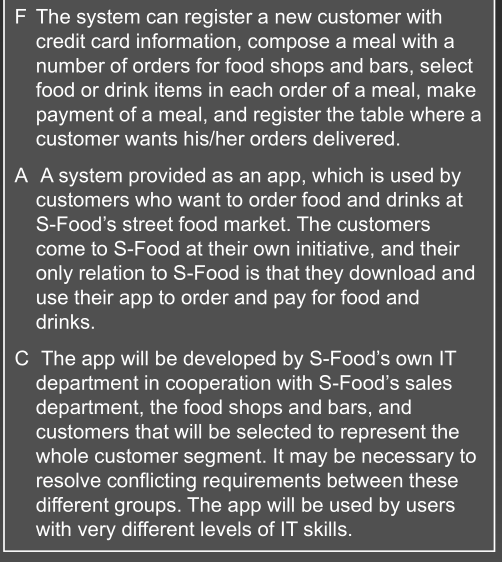 F The system can register a new customer with
credit card information, compose a meal with a
number of orders for food shops and bars, select
food or drink items in each order of a meal, make
payment of a meal, and register the table where a
customer wants his/her orders delivered.
A A system provided as an app, which is used by
customers who want to order food and drinks at
S-Food's street food market. The customers
come to S-Food at their own initiative, and their
only relation to S-Food is that they download and
use their app to order and pay for food and
drinks.
C The app will be developed by S-Food's own IT
department in cooperation with S-Food's sales
department, the food shops and bars, and
customers that will be selected to represent the
whole customer segment. It may be necessary to
resolve conflicting requirements between these
different groups. The app will be used by users
with very different levels of IT skills.